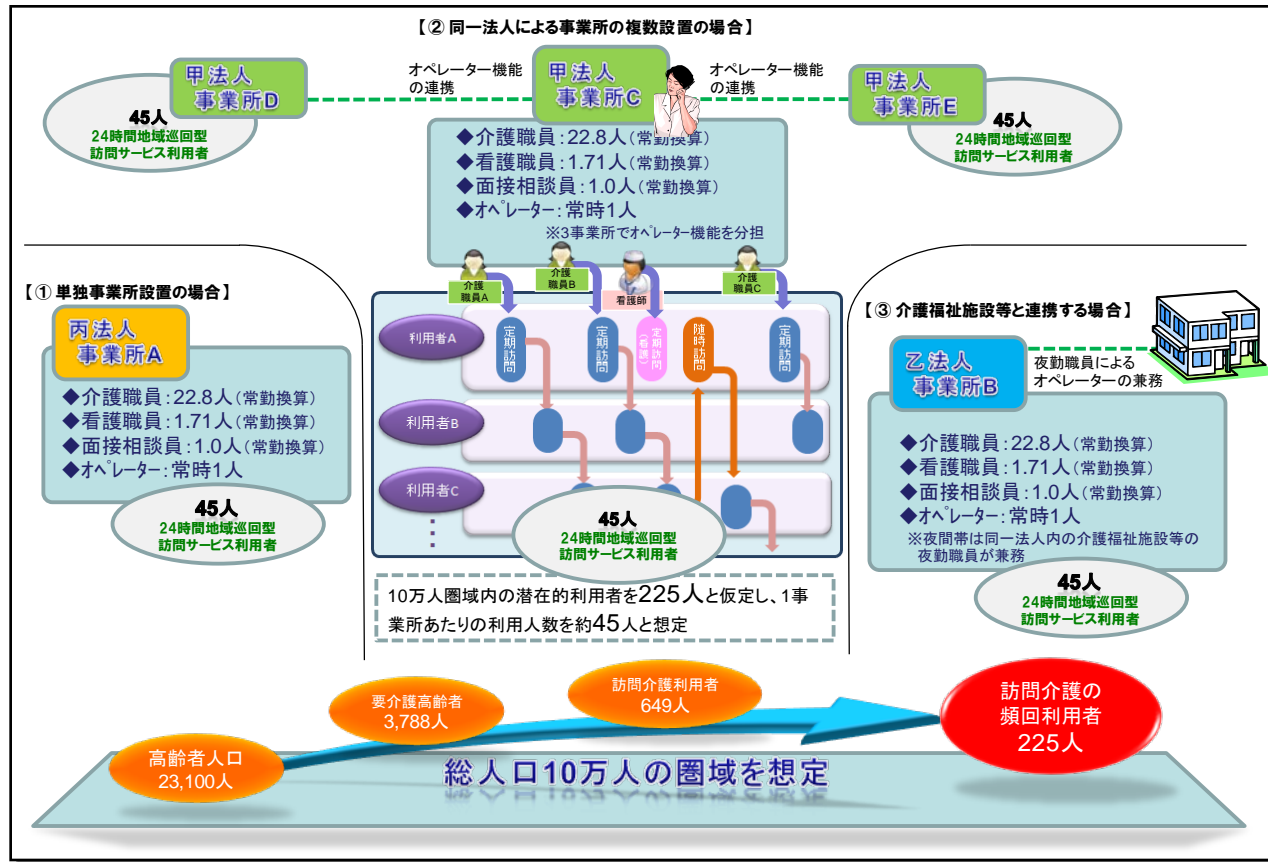 【② 同一法人による事業所の複数設置の場合】
甲法人
事業所D
45人
24時間地域巡回型
訪問サービス利用者
オペレーター機能
の連携
甲法人
事業所C
オペレーター機能
の連携
甲法人
事業所E
45人
24時間地域巡回型
訪問サービス利用者
◆介護職員:22.8人(常勤換算)
◆看護職員:1.71人(常勤換算)
◆面接相談員:1.0人(常勤換算)
◆オペレーター:常時1人
※3事業所でオペレーター機能を分担
介護
職員A
介護
職員B
看護師
介護
職員C
利用者A
定期訪問
定期訪問
定期訪問
(看護)
随時訪問
定期訪問
利用者B
利用者C
⋮
45人
24時間地域巡回型
訪問サービス利用者
【① 単独事業所設置の場合】
丙法人
事業所A
◆介護職員:22.8人(常勤換算)
◆看護職員:1.71人(常勤換算)
◆面接相談員:1.0人(常勤換算)
◆オペレーター:常時1人
45人
24時間地域巡回型
訪問サービス利用者
【③ 介護福祉施設等と連携する場合】
乙法人
事業所B
夜勤職員による
オペレーターの兼務
◆介護職員:22.8人(常勤換算)
◆看護職員:1.71人(常勤換算)
◆面接相談員:1.0人(常勤換算)
◆オペレーター:常時1人
※夜間帯は同一法人内の介護福祉施設等の
夜勤職員が兼務
45人
24時間地域巡回型
訪問サービス利用者
10万人圏域内の潜在的利用者を225人と仮定し、1事
業所あたりの利用人数を約45人と想定
高齢者人口
23,100人
要介護高齢者
3,788人
訪問介護利用者
649人
訪問介護の
頻回利用者
225人
総人口10万人の圏域を想定